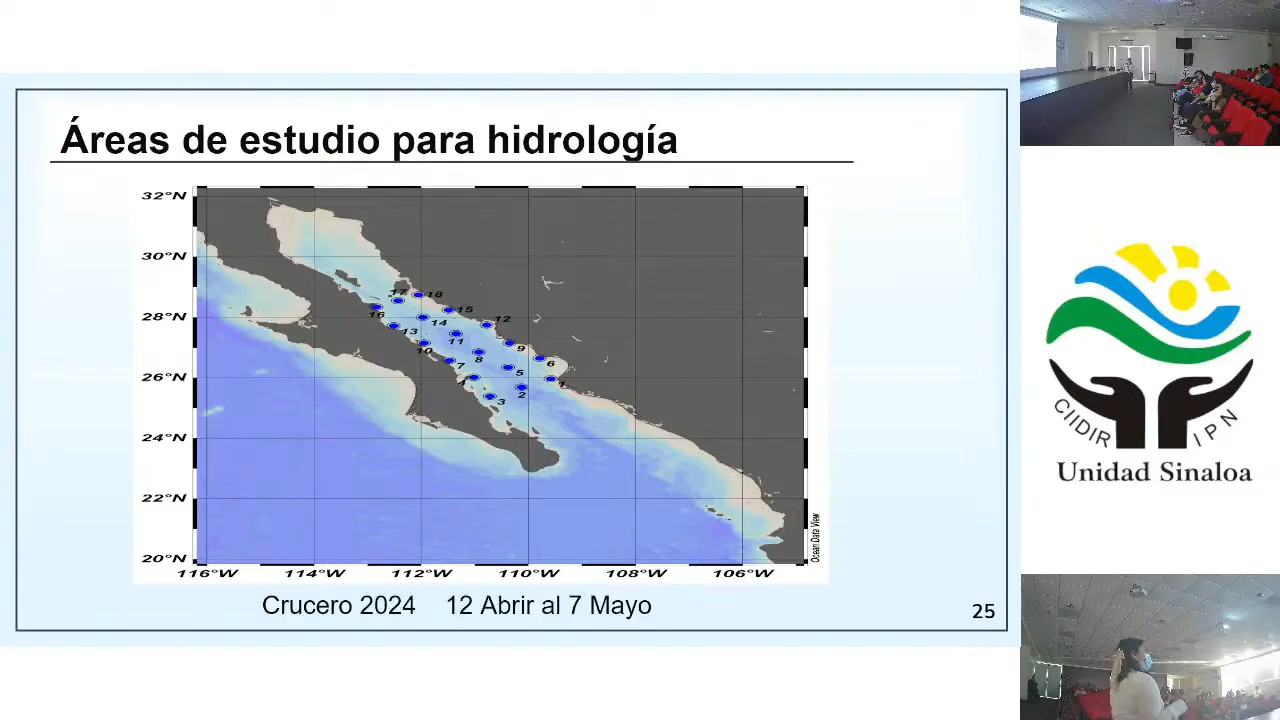 Áreas de estudio para hidrología
32°N
30°N
28°N
26°N
24°N
22°N
20°N
116°W 114°W 112°W 110°W 108°W 106°W
17 18
16 15
14 12
13
11 9
10 8 6
7 5
4 1
3 2
Ocean Data View
Crucero 2024 12 Abrir al 7 Mayo
25
CIIDIR IPN
Unidad Sinaloa